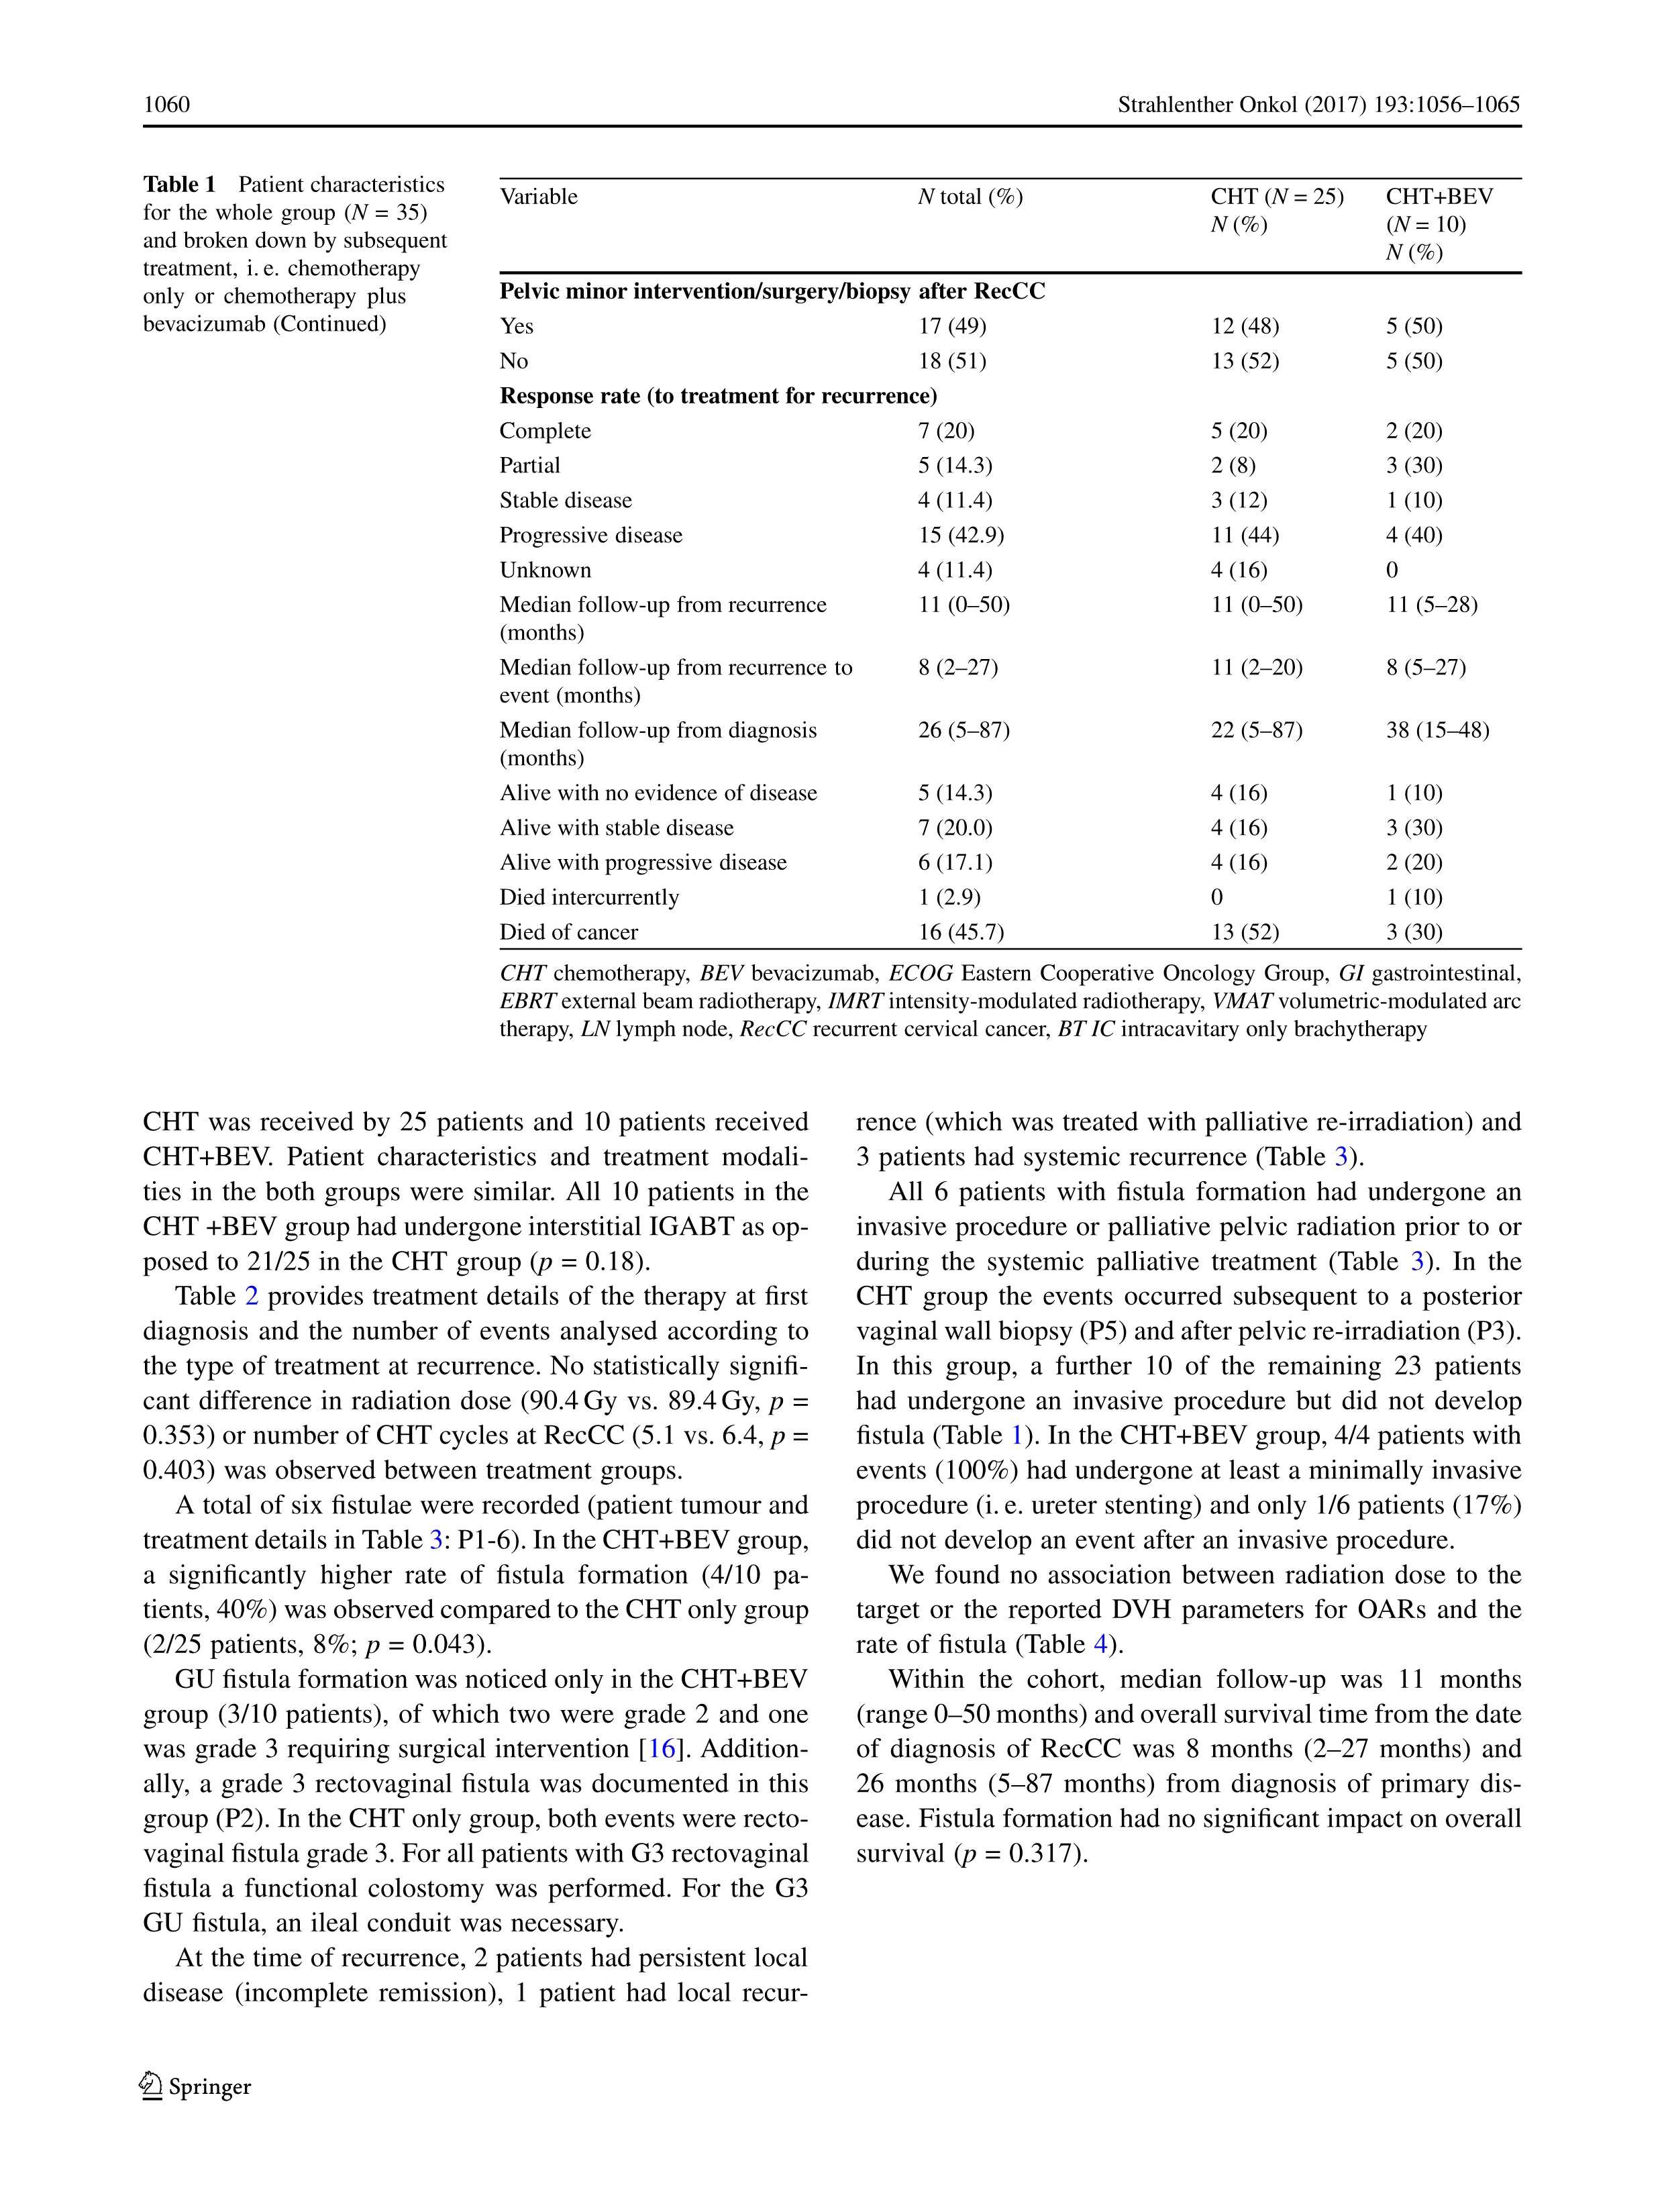 1060
Strahlenther Onkol (2017) 193:1056–1065
Table 1 Patient characteristics
for the whole group (N = 35)
and broken down by subsequent
treatment, i. e. chemotherapy
only or chemotherapy plus
bevacizumab (Continued)
Variable N total (%) CHT (N = 25) CHT+BEV
N (%) (N = 10)
N (%)
Pelvic minor intervention/surgery/biopsy after RecCC
Yes 17 (49) 12 (48) 5 (50)
No 18 (51) 13 (52) 5 (50)
Response rate (to treatment for recurrence)
Complete 7 (20) 5 (20) 2 (20)
Partial 5 (14.3) 2 (8) 3 (30)
Stable disease 4 (11.4) 3 (12) 1 (10)
Progressive disease 15 (42.9) 11 (44) 4 (40)
Unknown 4 (11.4) 4 (16) 0
Median follow-up from recurrence 11 (0–50) 11 (0–50) 11 (5–28)
(months)
Median follow-up from recurrence to 8 (2–27) 11 (2–20) 8 (5–27)
event (months)
Median follow-up from diagnosis 26 (5–87) 22 (5–87) 38 (15–48)
(months)
Alive with no evidence of disease 5 (14.3) 4 (16) 1 (10)
Alive with stable disease 7 (20.0) 4 (16) 3 (30)
Alive with progressive disease 6 (17.1) 4 (16) 2 (20)
Died intercurrently 1 (2.9) 0 1 (10)
Died of cancer 16 (45.7) 13 (52) 3 (30)
CHT chemotherapy, BEV bevacizumab, ECOG Eastern Cooperative Oncology Group, GI gastrointestinal,
EBRT external beam radiotherapy, IMRT intensity-modulated radiotherapy, VMAT volumetric-modulated arc
therapy, LN lymph node, RecCC recurrent cervical cancer, BT IC intracavitary only brachytherapy
CHT was received by 25 patients and 10 patients received
CHT+BEV. Patient characteristics and treatment modali-
ties in the both groups were similar. All 10 patients in the
CHT +BEV group had undergone interstitial IGABT as op-
posed to 21/25 in the CHT group (p = 0.18).
Table 2 provides treatment details of the therapy at first
diagnosis and the number of events analysed according to
the type of treatment at recurrence. No statistically signifi-
cant difference in radiation dose (90.4 Gy vs. 89.4 Gy, p =
0.353) or number of CHT cycles at RecCC (5.1 vs. 6.4, p =
0.403) was observed between treatment groups.
A total of six fistulae were recorded (patient tumour and
treatment details in Table 3: P1-6). In the CHT+BEV group,
a significantly higher rate of fistula formation (4/10 pa-
tients, 40%) was observed compared to the CHT only group
(2/25 patients, 8%; p = 0.043).
GU fistula formation was noticed only in the CHT+BEV
group (3/10 patients), of which two were grade 2 and one
was grade 3 requiring surgical intervention [16]. Addition-
ally, a grade 3 rectovaginal fistula was documented in this
group (P2). In the CHT only group, both events were recto-
vaginal fistula grade 3. For all patients with G3 rectovaginal
fistula a functional colostomy was performed. For the G3
GU fistula, an ileal conduit was necessary.
At the time of recurrence, 2 patients had persistent local
disease (incomplete remission), 1 patient had local recur-
rence (which was treated with palliative re-irradiation) and
3 patients had systemic recurrence (Table 3).
All 6 patients with fistula formation had undergone an
invasive procedure or palliative pelvic radiation prior to or
during the systemic palliative treatment (Table 3). In the
CHT group the events occurred subsequent to a posterior
vaginal wall biopsy (P5) and after pelvic re-irradiation (P3).
In this group, a further 10 of the remaining 23 patients
had undergone an invasive procedure but did not develop
fistula (Table 1). In the CHT+BEV group, 4/4 patients with
events (100%) had undergone at least a minimally invasive
procedure (i. e. ureter stenting) and only 1/6 patients (17%)
did not develop an event after an invasive procedure.
We found no association between radiation dose to the
target or the reported DVH parameters for OARs and the
rate of fistula (Table 4).
Within the cohort, median follow-up was 11 months
(range 0–50 months) and overall survival time from the date
of diagnosis of RecCC was 8 months (2–27 months) and
26 months (5–87 months) from diagnosis of primary dis-
ease. Fistula formation had no significant impact on overall
survival (p = 0.317).
Springer